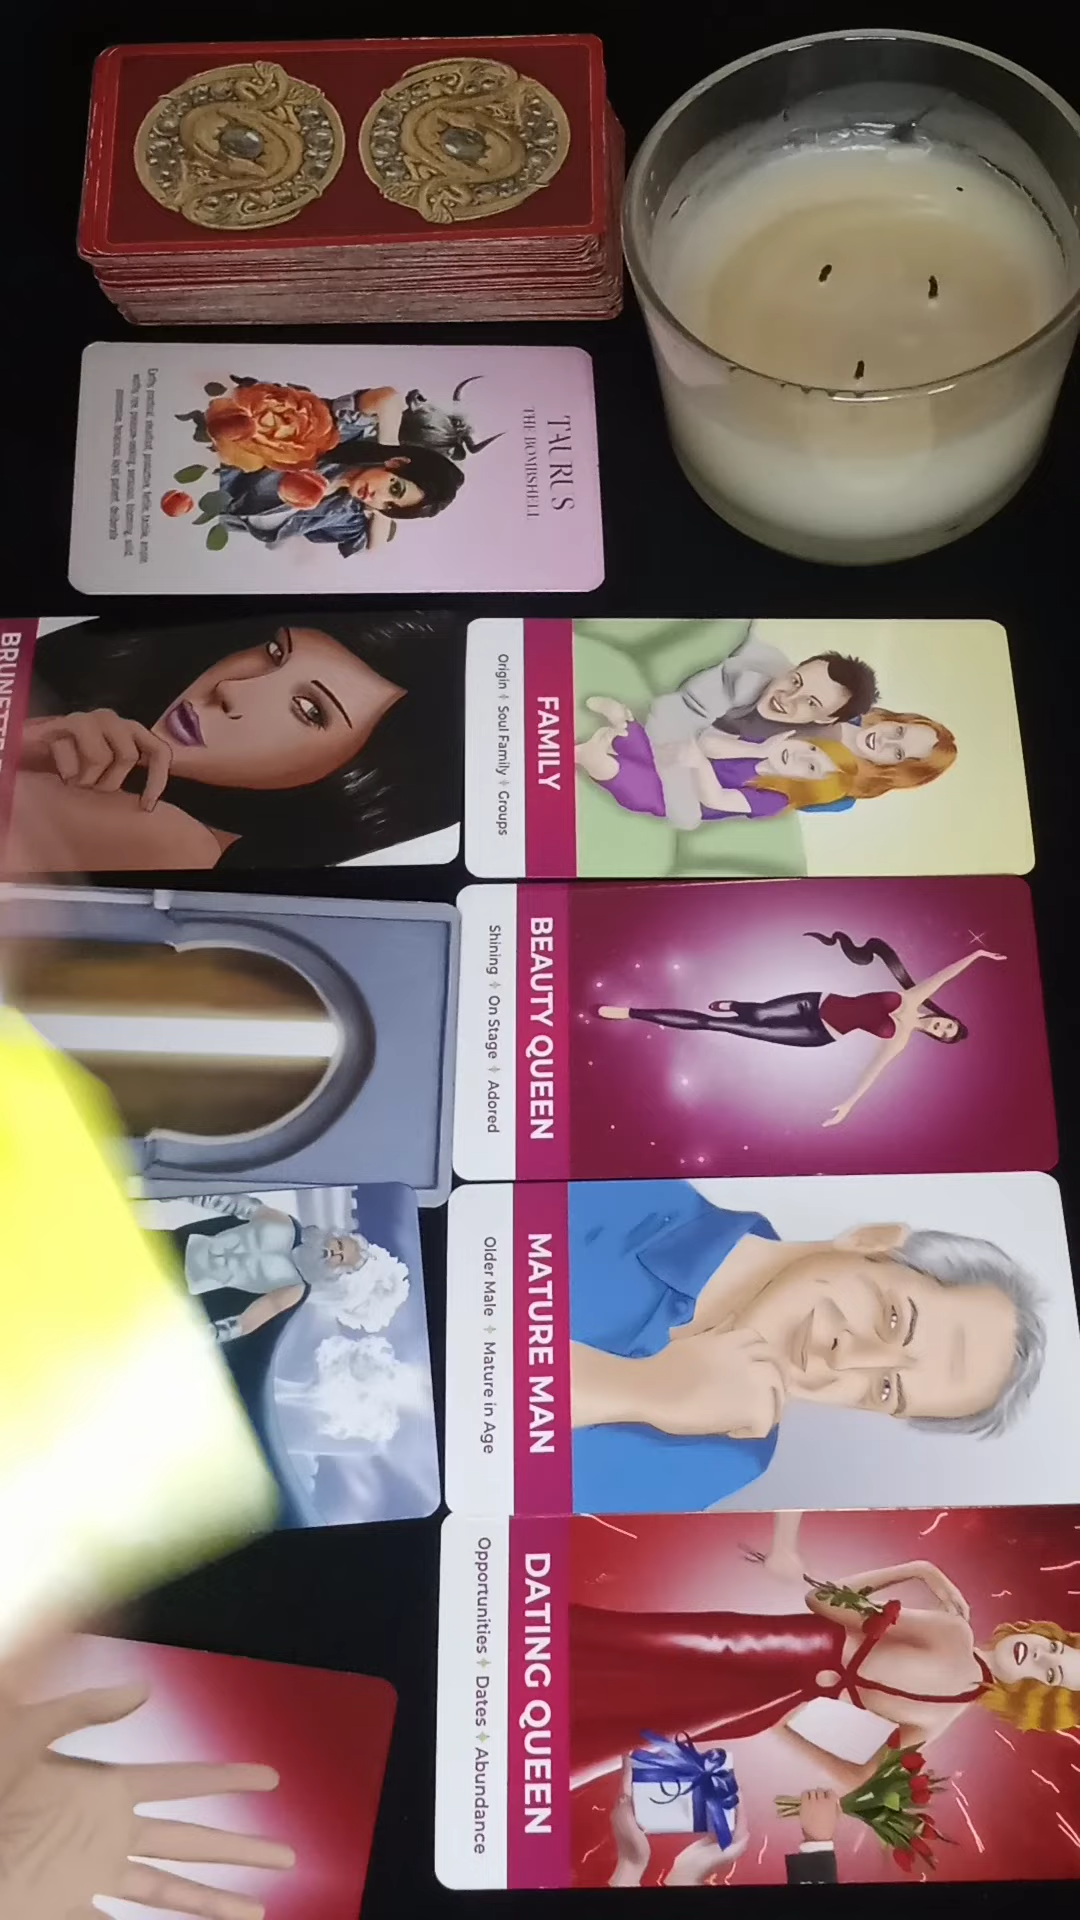 TAURUS
THE BOMBSHELL
BRUNETTE
FAMILY
Origin ✦ Soul Family ✦ Groups
BEAUTY QUEEN
Shining ✦ On Stage ✦ Adored
MATURE MAN
Older Male ✦ Mature in Age
DATING QUEEN
Opportunities ✦ Dates ✦ Abundance